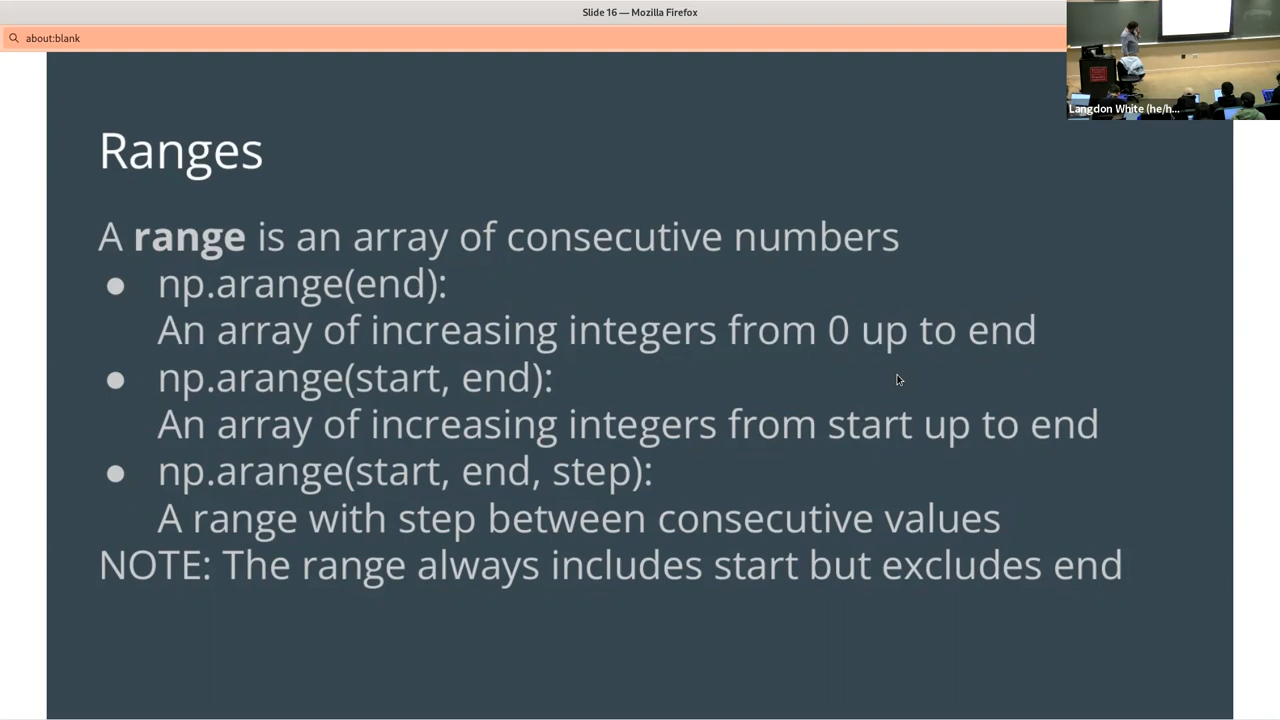 Slide 16 — Mozilla Firefox
about:blank
Langdon White (he/h...
Ranges
A range is an array of consecutive numbers
● np.arange(end):
An array of increasing integers from 0 up to end
● np.arange(start, end):
An array of increasing integers from start up to end
● np.arange(start, end, step):
A range with step between consecutive values
NOTE: The range always includes start but excludes end